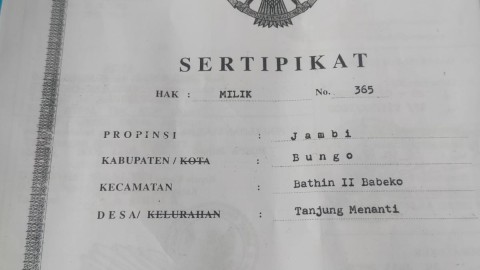 SERTIPIKAT
HAK : MILIK No. 365
PROPINSI : Jambi
KABUPATEN / KOTA : Bungo
KECAMATAN : Bathin II Babeko
DESA/ KELURAHAN : Tanjung Menanti